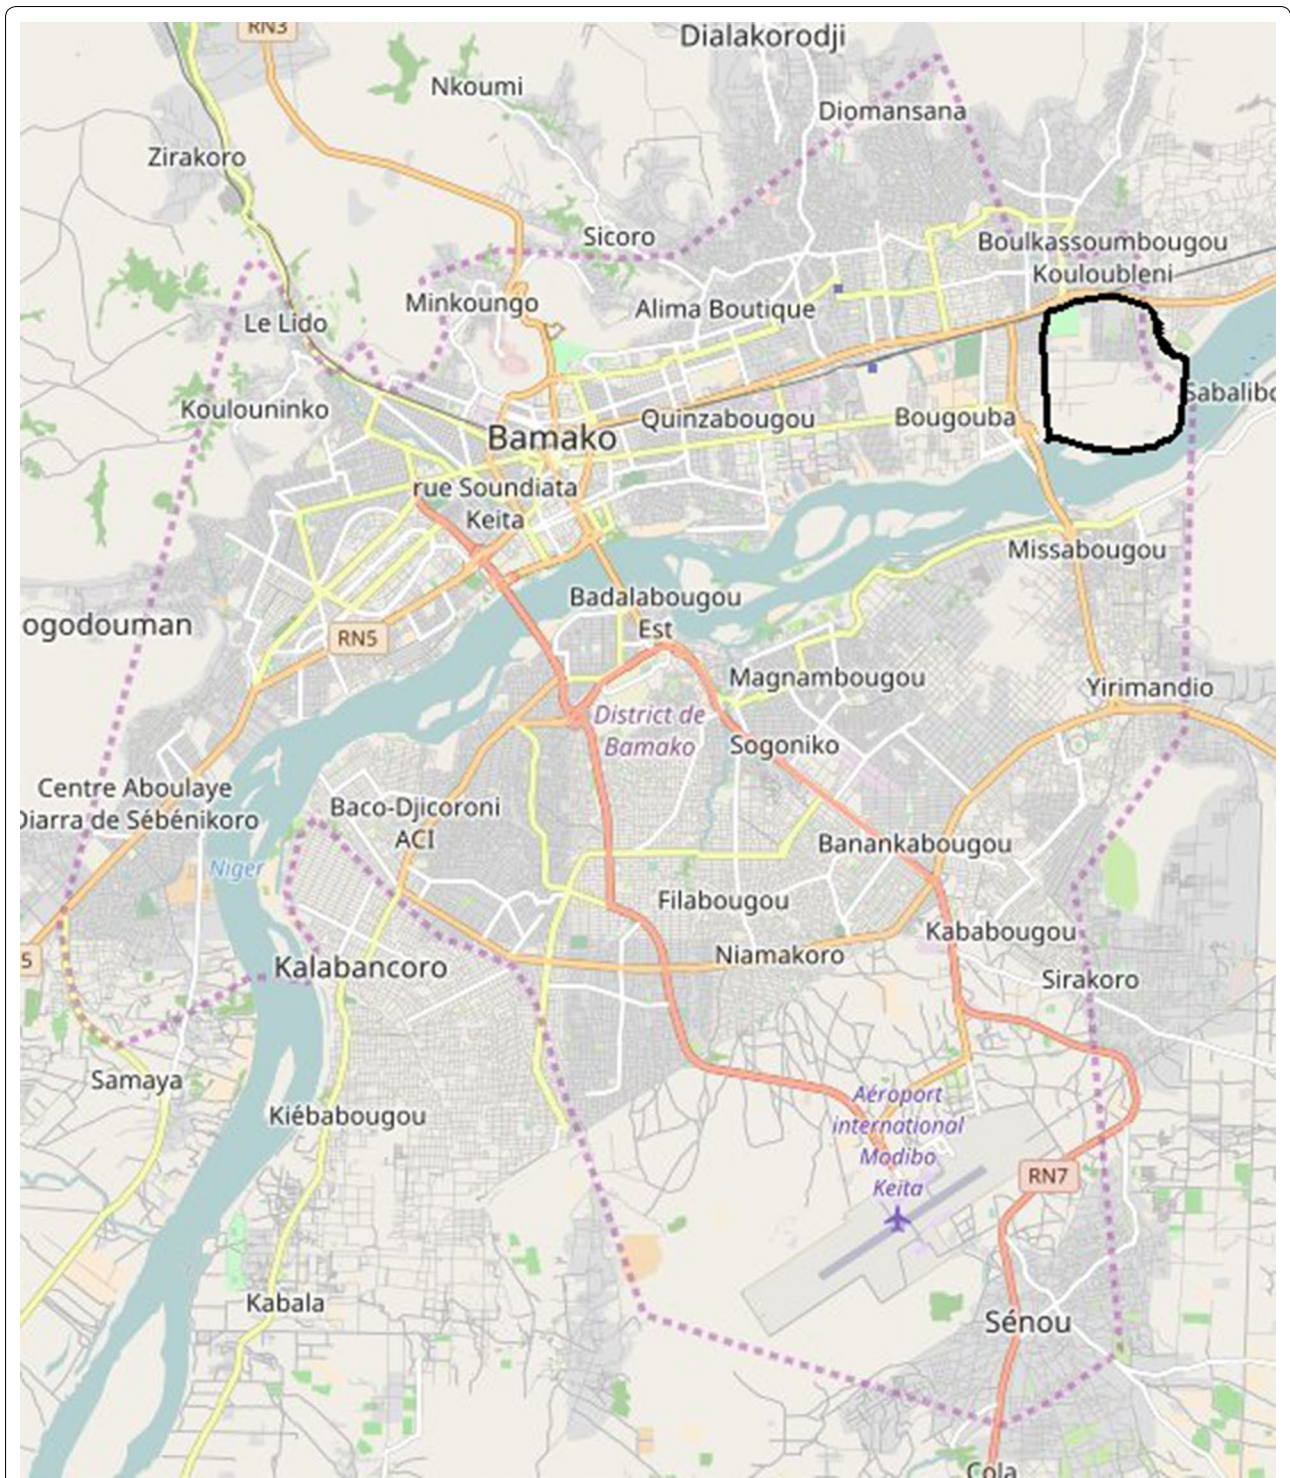 RN3
Dialakorodji
Nkoumi
Diomansana
Zirakoro
Sicoro
Boulkassoumbougou
Kouloubleni
Minkoungo
Alima Boutique
Le Lido
Sabalibo
Koulouninko
Quinzabougou
Bougouba
Bamako
rue Soundiata
Keita
Missabougou
Badalabougou
Est
ogodouman
RN5
Magnambougou
Yirimandio
District de
Bamako
Sogoniko
Centre Aboulaye
Diarra de Sébénikoro
Baco-Djicoroni
ACI
Banankabougou
Niger
Filabougou
Kababougou
Niamakoro
5
Kalabancoro
Sirakoro
Samaya
Kiébabougou
Aéroport
international
Modibo
Keita
RN7
Kabala
Sénou
Cola